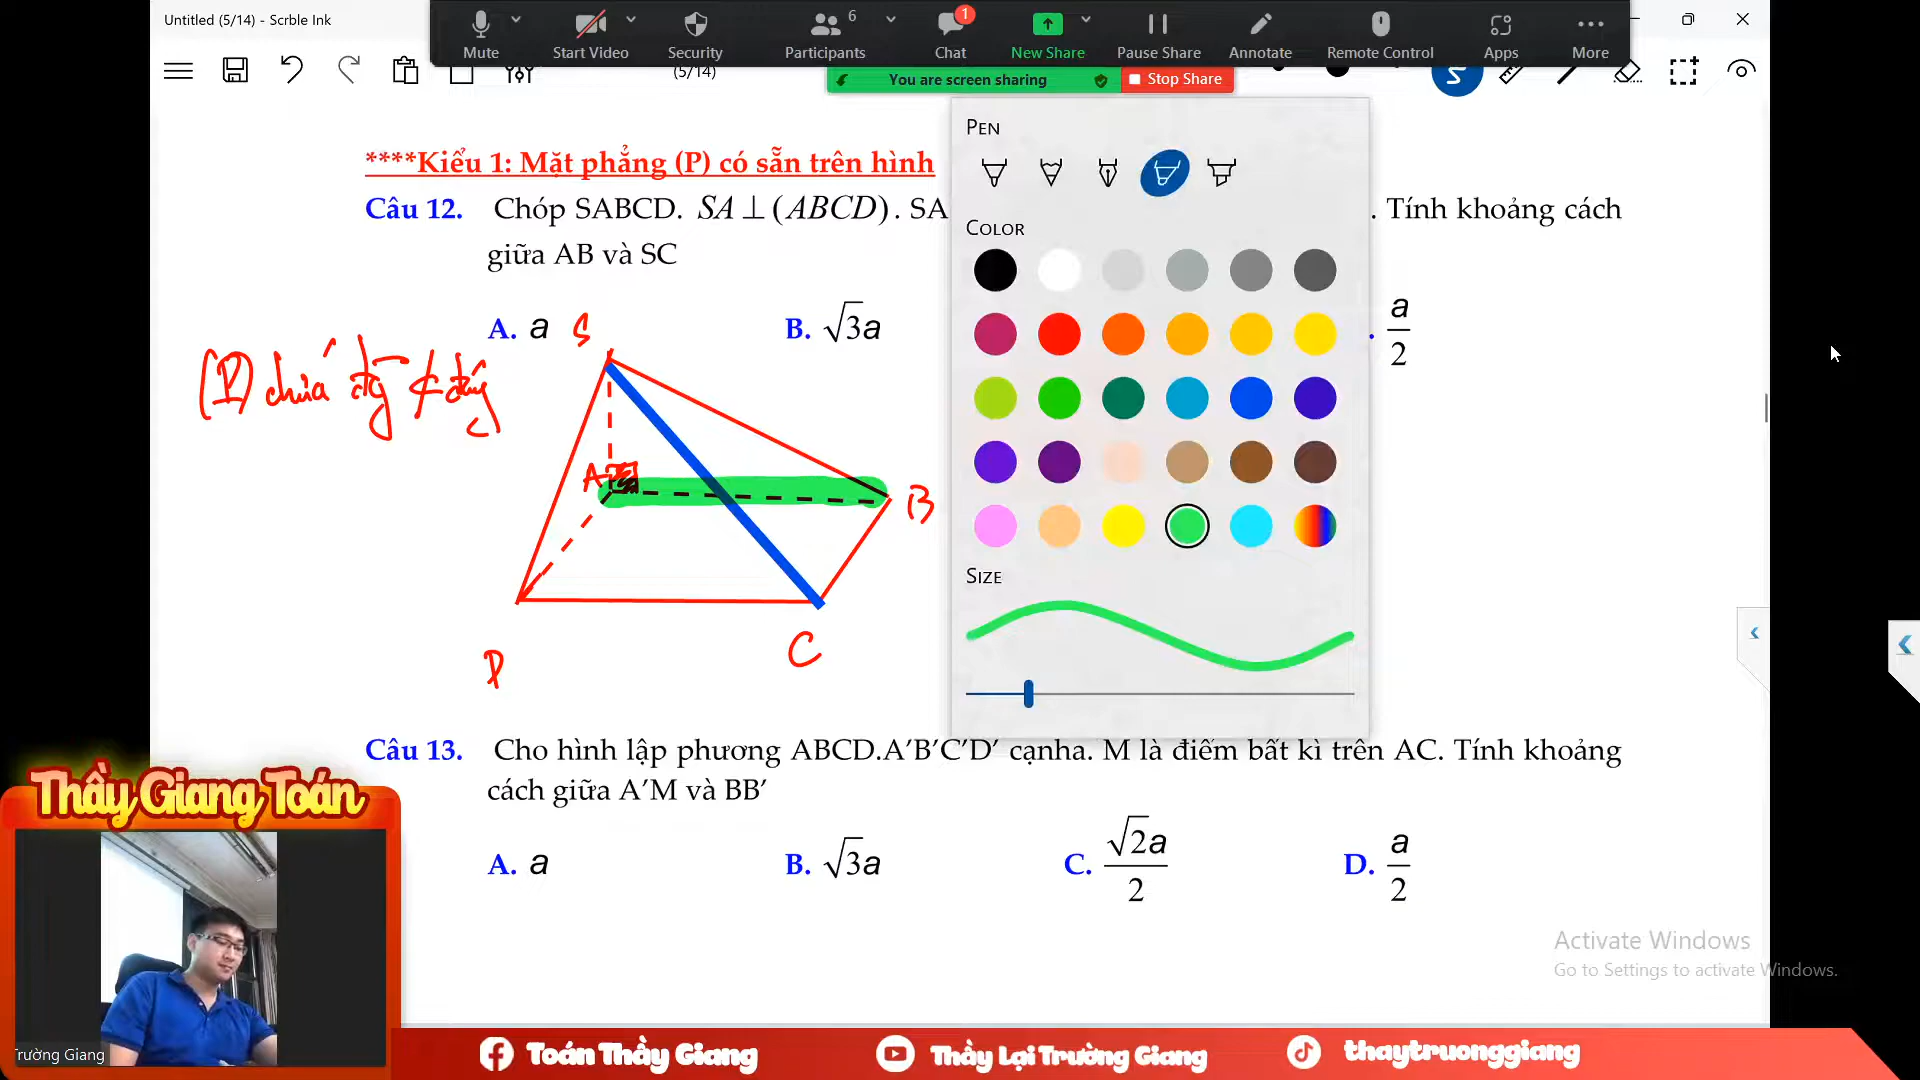 Untitled (5/14) - Scrble Ink
Mute
Start Video
Security
6
Participants
1
Chat
New Share
Pause Share
Annotate
Remote Control
Apps
More
(5/14)
You are screen sharing
Stop Share
****Kiểu 1: Mặt phẳng (P) có sẵn trên hình
Câu 12. Chóp SABCD. SA ⊥ (ABCD). SA . Tính khoảng cách
giữa AB và SC
A. a B. √3a . a/2
S
(P) chứa
A
B
C
PEN
COLOR
SIZE
Câu 13. Cho hình lập phương ABCD.A’B’C’D’ cạnha. M là điểm bất kì trên AC. Tính khoảng
cách giữa A’M và BB’
A. a B. √3a C. √2a/2 D. a/2
Thầy Giang Toán
Trường Giang
Activate Windows
Go to Settings to activate Windows.
Toán Thầy Giang
Thầy Lại Trường Giang
thaytruonggiang